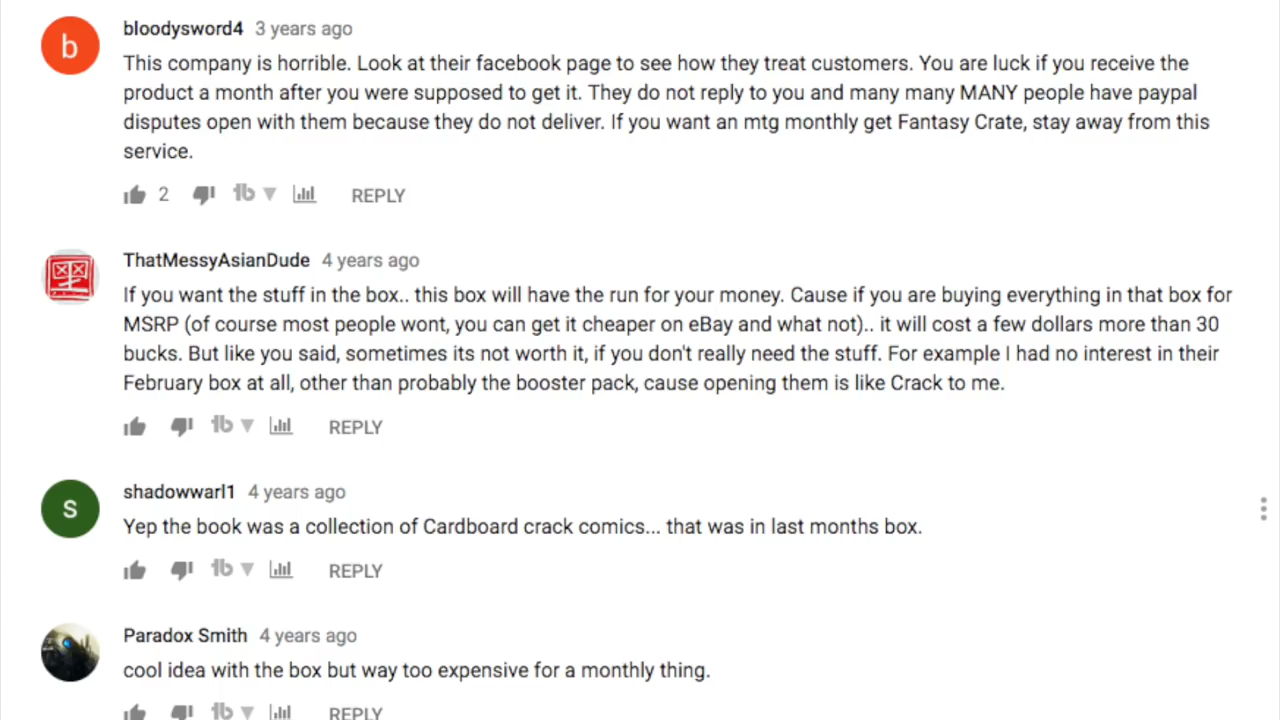 b
bloodysword4 3 years ago
This company is horrible. Look at their facebook page to see how they treat customers. You are luck if you receive the
product a month after you were supposed to get it. They do not reply to you and many many MANY people have paypal
disputes open with them because they do not deliver. If you want an mtg monthly get Fantasy Crate, stay away from this
service.
2 tb REPLY
ThatMessyAsianDude 4 years ago
If you want the stuff in the box.. this box will have the run for your money. Cause if you are buying everything in that box for
MSRP (of course most people wont, you can get it cheaper on eBay and what not).. it will cost a few dollars more than 30
bucks. But like you said, sometimes its not worth it, if you don't really need the stuff. For example I had no interest in their
February box at all, other than probably the booster pack, cause opening them is like Crack to me.
tb REPLY
s
shadowwarl1 4 years ago
Yep the book was a collection of Cardboard crack comics... that was in last months box.
tb REPLY
Paradox Smith 4 years ago
cool idea with the box but way too expensive for a monthly thing.
tb REPLY